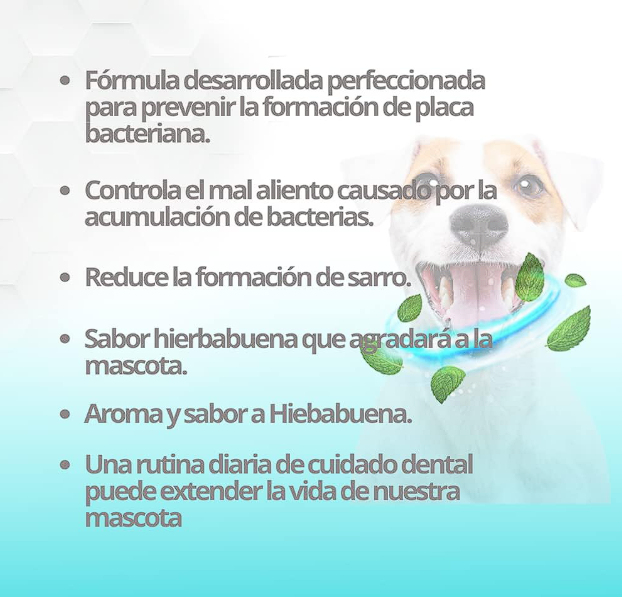 • Fórmula desarrollada perfeccionada
para prevenir la formación de placa
bacteriana.
• Controla el mal aliento causado por la
acumulación de bacterias.
• Reduce la formación de sarro.
• Sabor hierbabuena que agradará a la
mascota.
• Aroma y sabor a Hiebabuena.
• Una rutina diaria de cuidado dental
puede extender la vida de nuestra
mascota